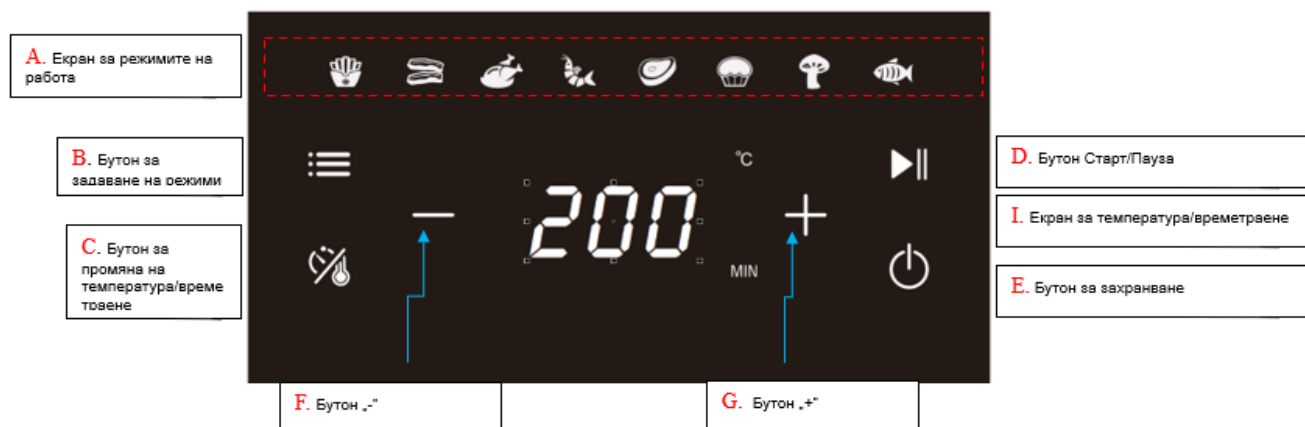 A. Екран за режимите на
работа
B. Бутон за
задаване на режими
C. Бутон за
промяна на
температура/време
траене
200
°C
MIN
D. Бутон Старт/Пауза
I. Екран за температура/времетраене
E. Бутон за захранване
F. Бутон „-“
G. Бутон „+“